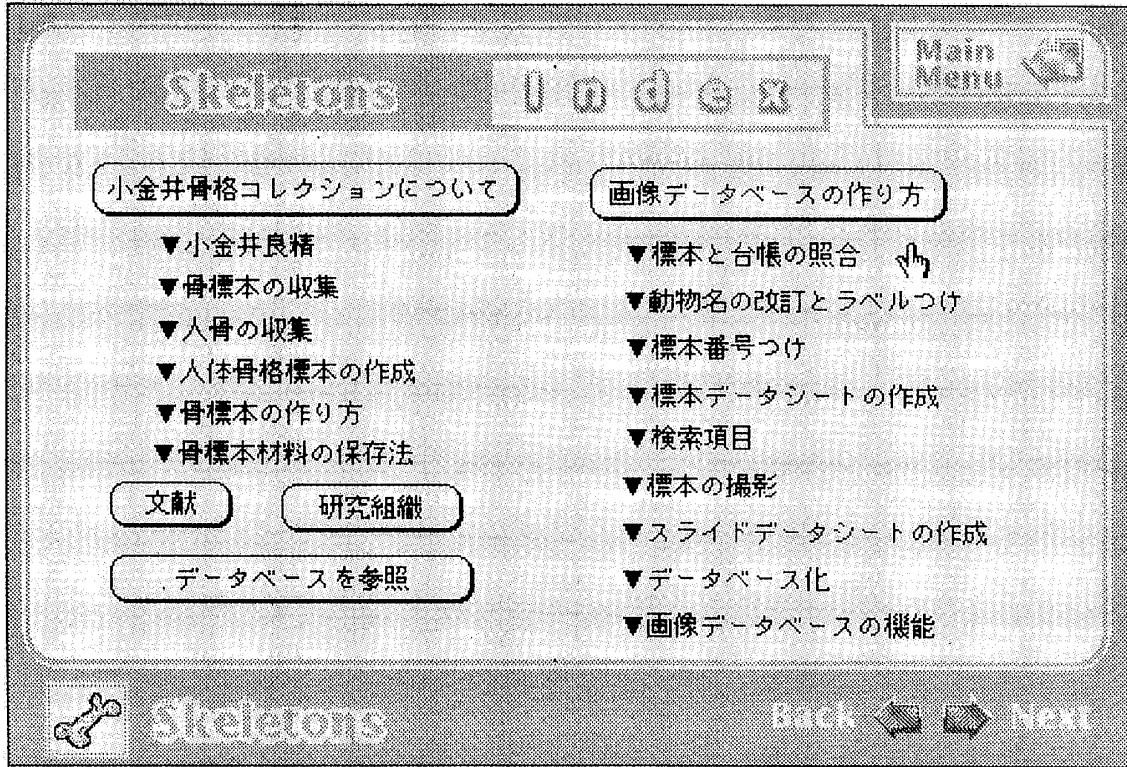 Skeletons Index
Main
Menu
小金井骨格コレクションについて
▼小金井良精
▼骨標本の収集
▼人骨の収集
▼人体骨格標本の作成
▼骨標本の作り方
▼骨標本材料の保存法
文献
研究組織
データベースを参照
画像データベースの作り方
▼標本と台帳の照合
▼動物名の改訂とラベルつけ
▼標本番号つけ
▼標本データシートの作成
▼検索項目
▼標本の撮影
▼スライドデータシートの作成
▼データベース化
▼画像データベースの機能
Skeletons
Back
Next